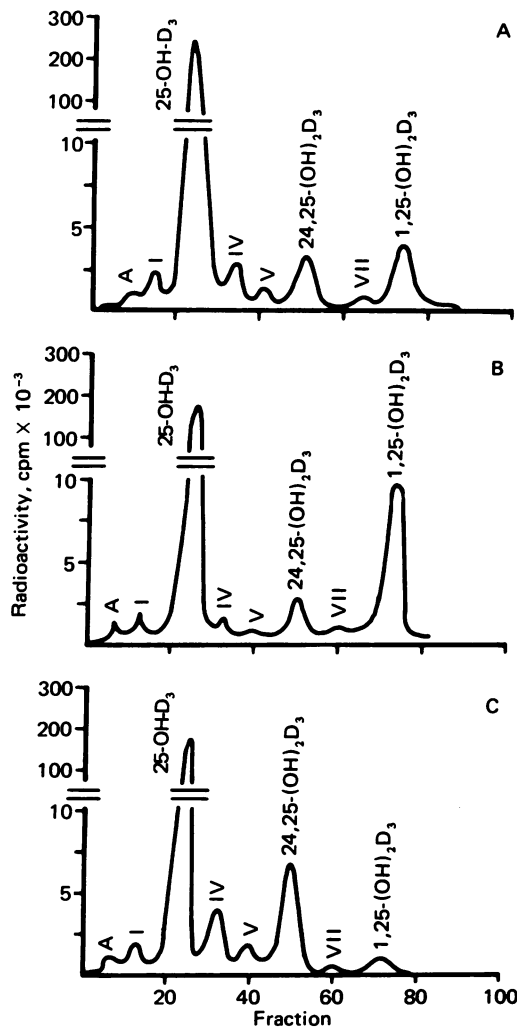 A
300
200
100
10
5
A
I
25-OH-D₃
IV
V
24,25-(OH)₂D₃
VII
1,25-(OH)₂D₃
B
300
200
100
10
5
A
I
25-OH-D₃
IV
V
24,25-(OH)₂D₃
VII
1,25-(OH)₂D₃
C
300
200
100
10
5
A
I
25-OH-D₃
IV
V
24,25-(OH)₂D₃
VII
1,25-(OH)₂D₃
Radioactivity, cpm X 10⁻³
20 40 60 80 100
Fraction